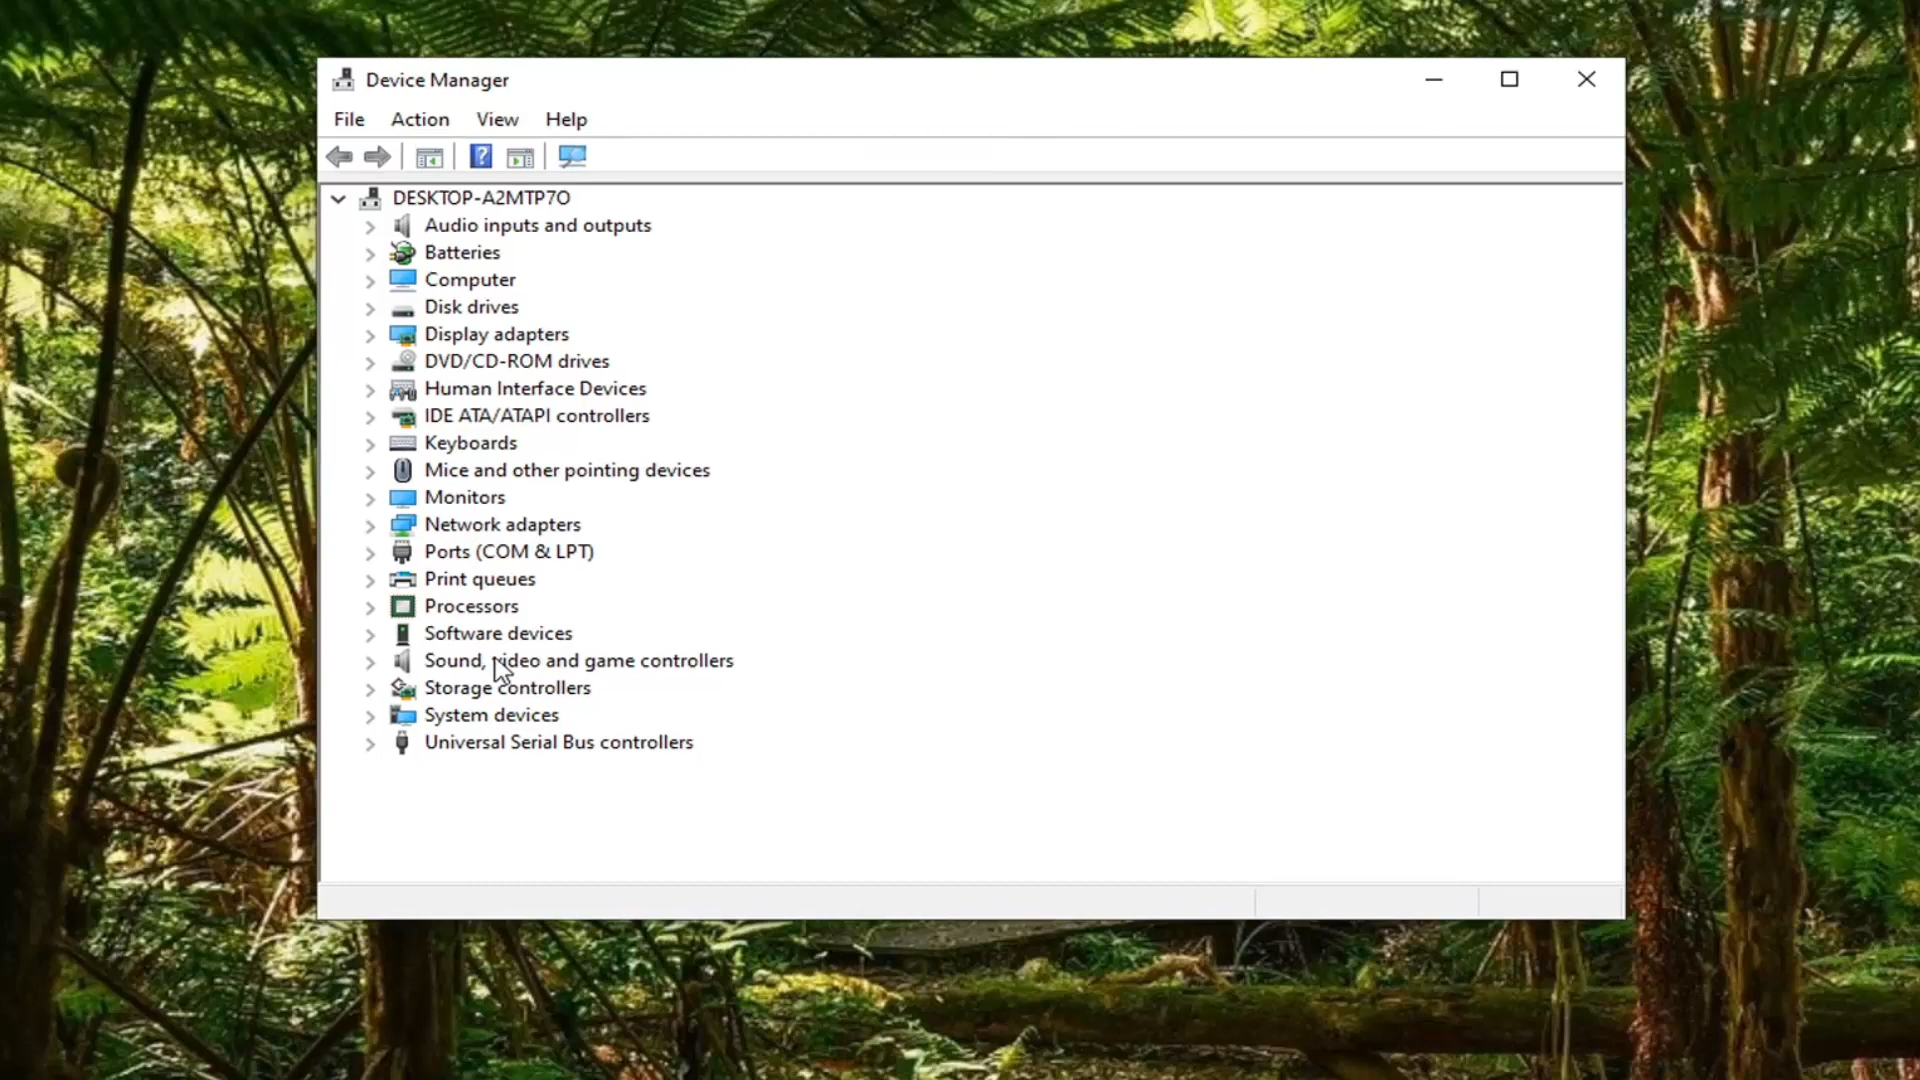 Device Manager
File Action View Help
?
DESKTOP-A2MTP7O
Audio inputs and outputs
Batteries
Computer
Disk drives
Display adapters
DVD/CD-ROM drives
Human Interface Devices
IDE ATA/ATAPI controllers
Keyboards
Mice and other pointing devices
Monitors
Network adapters
Ports (COM & LPT)
Print queues
Processors
Software devices
Sound, video and game controllers
Storage controllers
System devices
Universal Serial Bus controllers